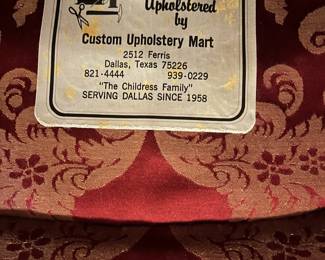 Upholstered
by
Custom Upholstery Mart
2512 Ferris
Dallas, Texas 75226
821-4444 939-0229
"The Childress Family"
SERVING DALLAS SINCE 1958